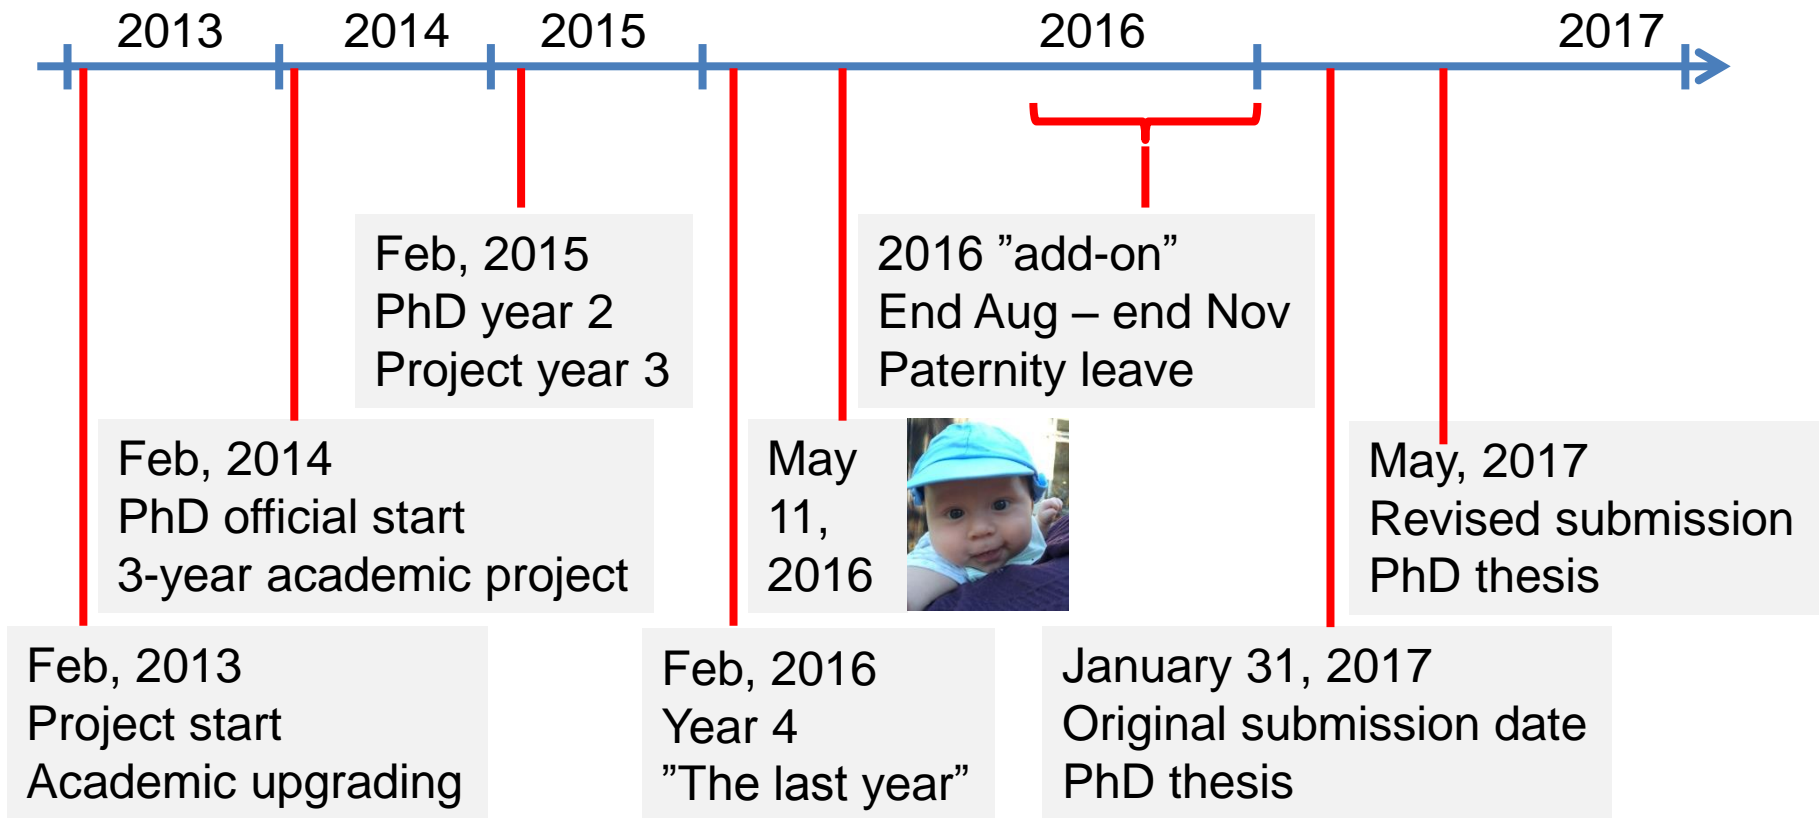 2013
2014
2015
2016
2017
Feb, 2015
PhD year 2
Project year 3
2016 ”add-on”
End Aug – end Nov
Paternity leave
Feb, 2014
PhD official start
3-year academic project
May
11,
2016
May, 2017
Revised submission
PhD thesis
Feb, 2013
Project start
Academic upgrading
Feb, 2016
Year 4
”The last year”
January 31, 2017
Original submission date
PhD thesis